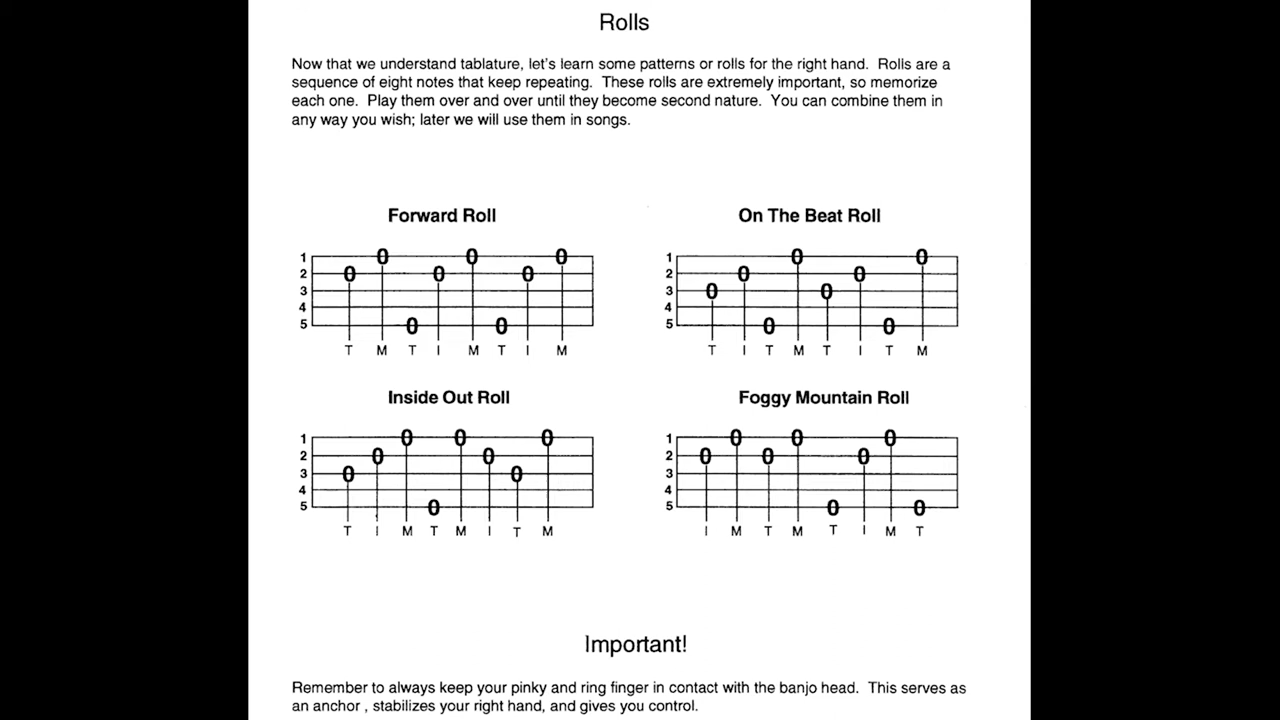 Rolls
Now that we understand tablature, let's learn some patterns or rolls for the right hand. Rolls are a
sequence of eight notes that keep repeating. These rolls are extremely important, so memorize
each one. Play them over and over until they become second nature. You can combine them in
any way you wish; later we will use them in songs.
Forward Roll
1 0 0 0
2 0 0 0
3
4
5 0 0
T M T I M T I M
On The Beat Roll
1 0 0
2 0 0
3 0 0
4
5 0 0
T I T M T I T M
Inside Out Roll
1 0 0 0
2 0 0
3 0 0
4
5 0
T I M T M I T M
Foggy Mountain Roll
1 0 0 0
2 0 0 0
3
4
5 0 0
I M T M T I M T
Important!
Remember to always keep your pinky and ring finger in contact with the banjo head. This serves as
an anchor , stabilizes your right hand, and gives you control.